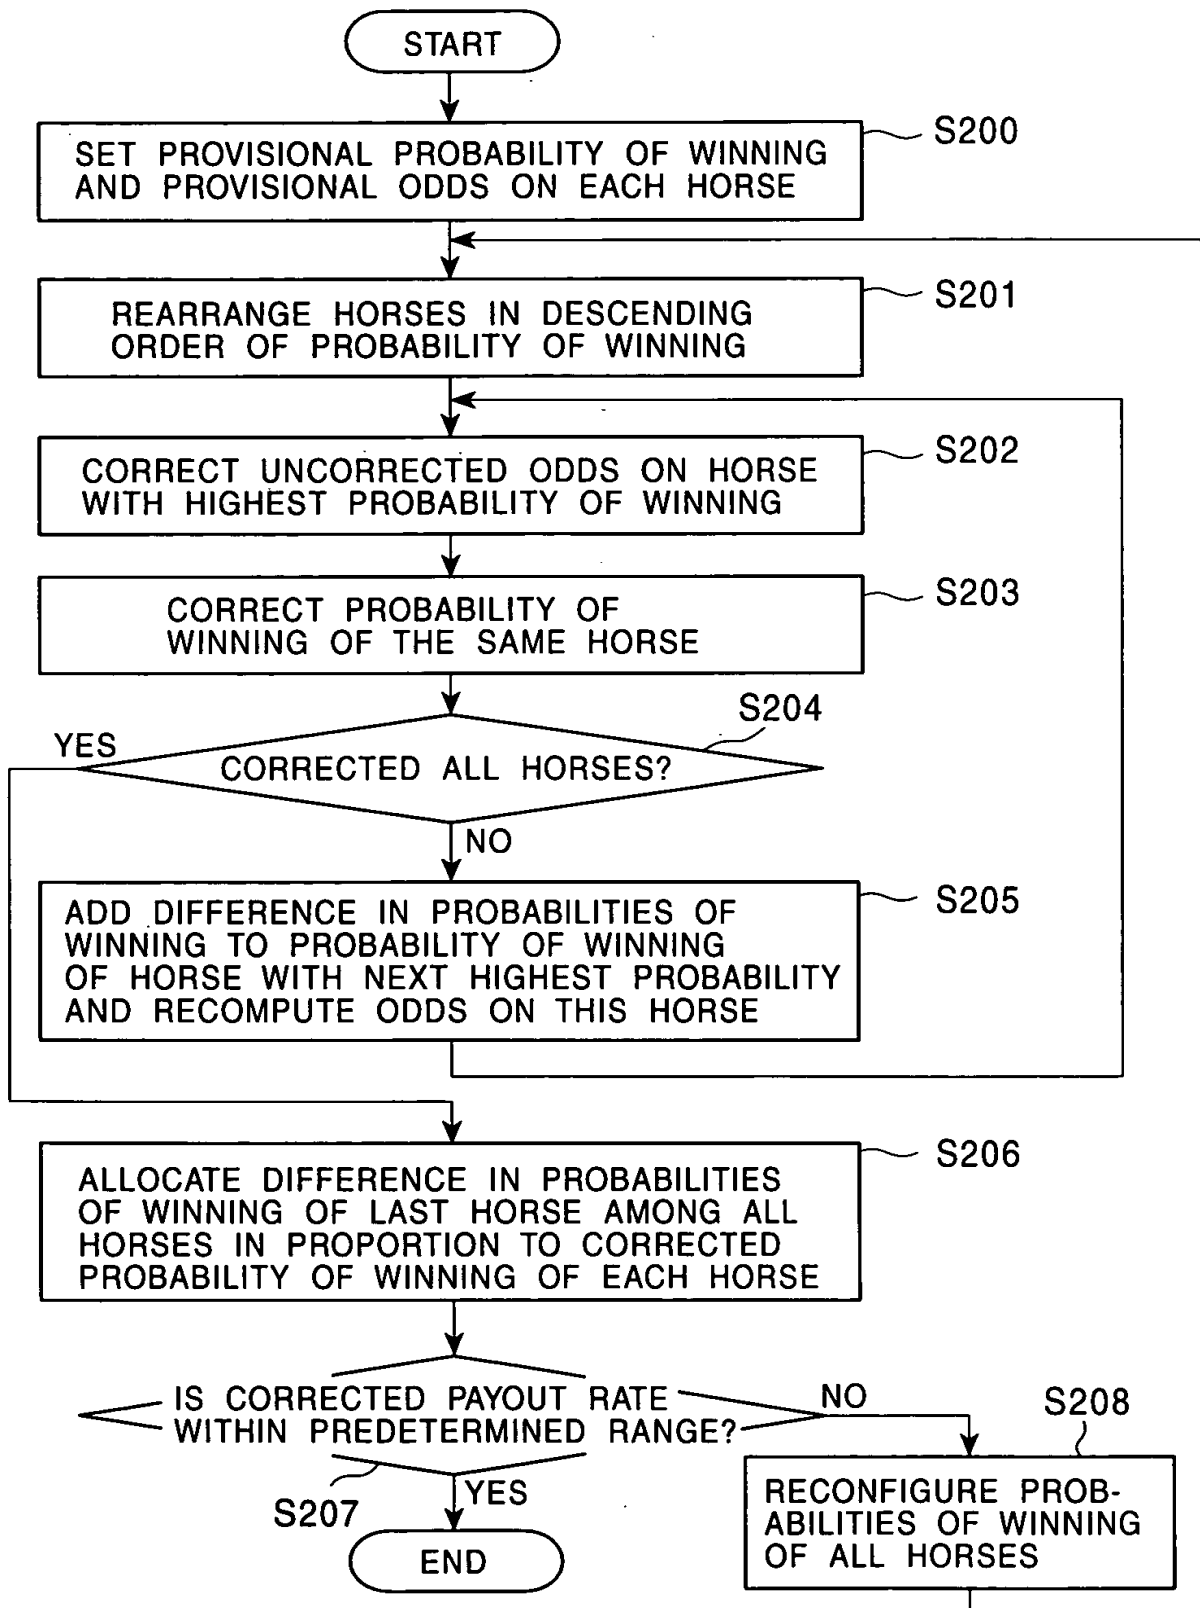 START
S200
SET PROVISIONAL PROBABILITY OF WINNING
AND PROVISIONAL ODDS ON EACH HORSE
S201
REARRANGE HORSES IN DESCENDING
ORDER OF PROBABILITY OF WINNING
S202
CORRECT UNCORRECTED ODDS ON HORSE
WITH HIGHEST PROBABILITY OF WINNING
S203
CORRECT PROBABILITY OF
WINNING OF THE SAME HORSE
S204
YES
CORRECTED ALL HORSES?
NO
S205
ADD DIFFERENCE IN PROBABILITIES OF
WINNING TO PROBABILITY OF WINNING
OF HORSE WITH NEXT HIGHEST PROBABILITY
AND RECOMPUTE ODDS ON THIS HORSE
S206
ALLOCATE DIFFERENCE IN PROBABILITIES
OF WINNING OF LAST HORSE AMONG ALL
HORSES IN PROPORTION TO CORRECTED
PROBABILITY OF WINNING OF EACH HORSE
IS CORRECTED PAYOUT RATE
WITHIN PREDETERMINED RANGE?
NO
S208
S207
YES
RECONFIGURE PROB-
ABILITIES OF WINNING
OF ALL HORSES
END